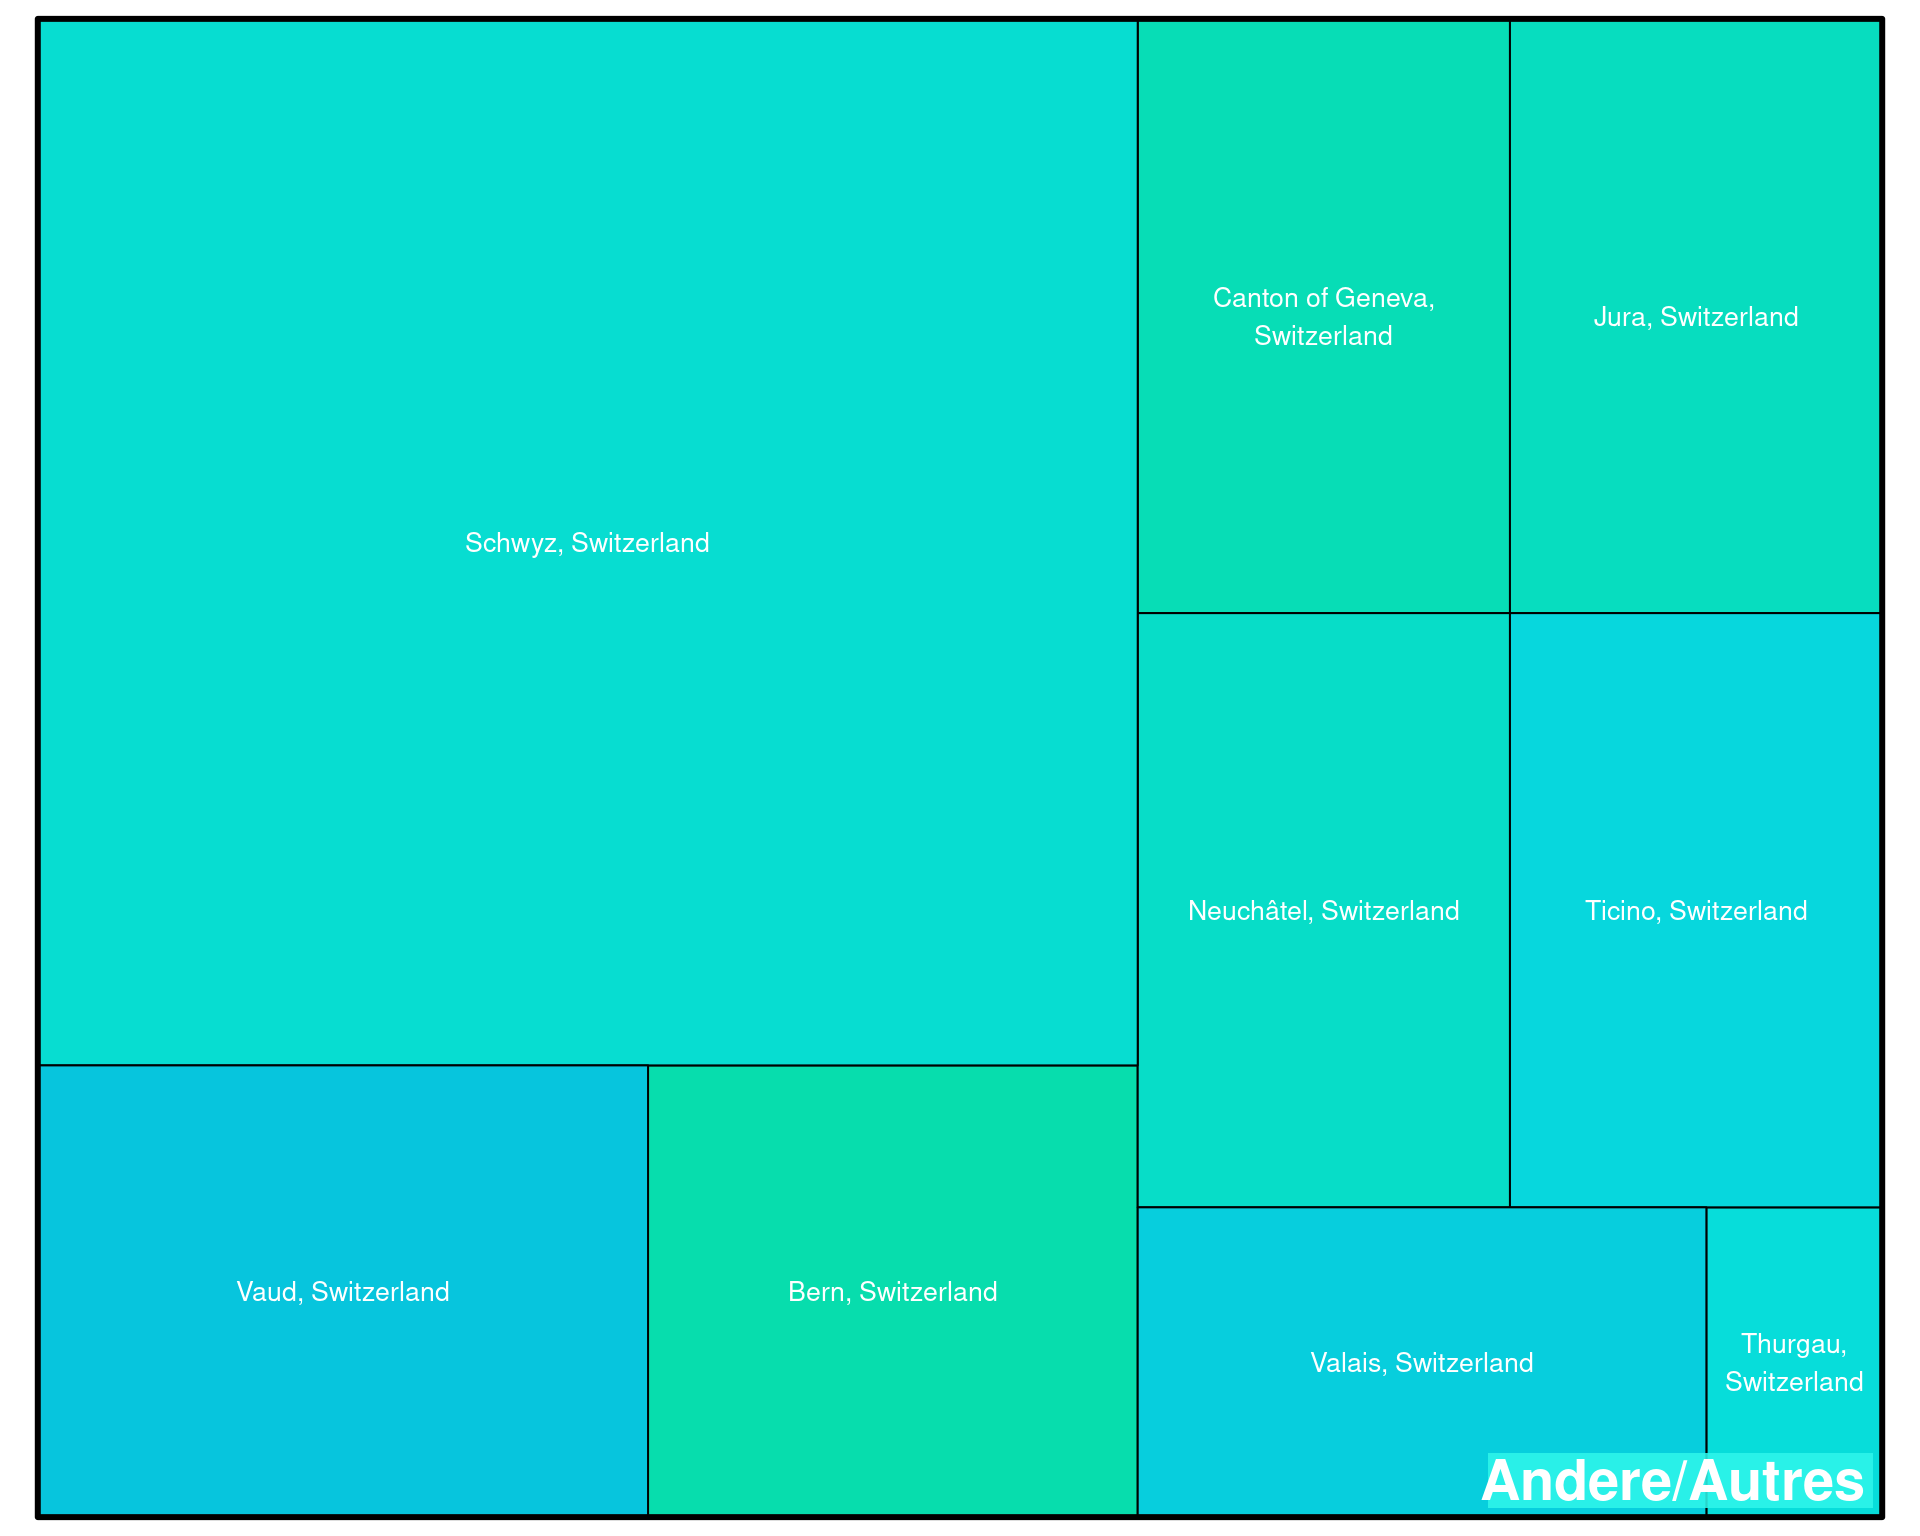 Schwyz, Switzerland
Canton of Geneva,
Switzerland
Jura, Switzerland
Neuchâtel, Switzerland
Ticino, Switzerland
Vaud, Switzerland
Bern, Switzerland
Valais, Switzerland
Thurgau,
Switzerland
Andere/Autres